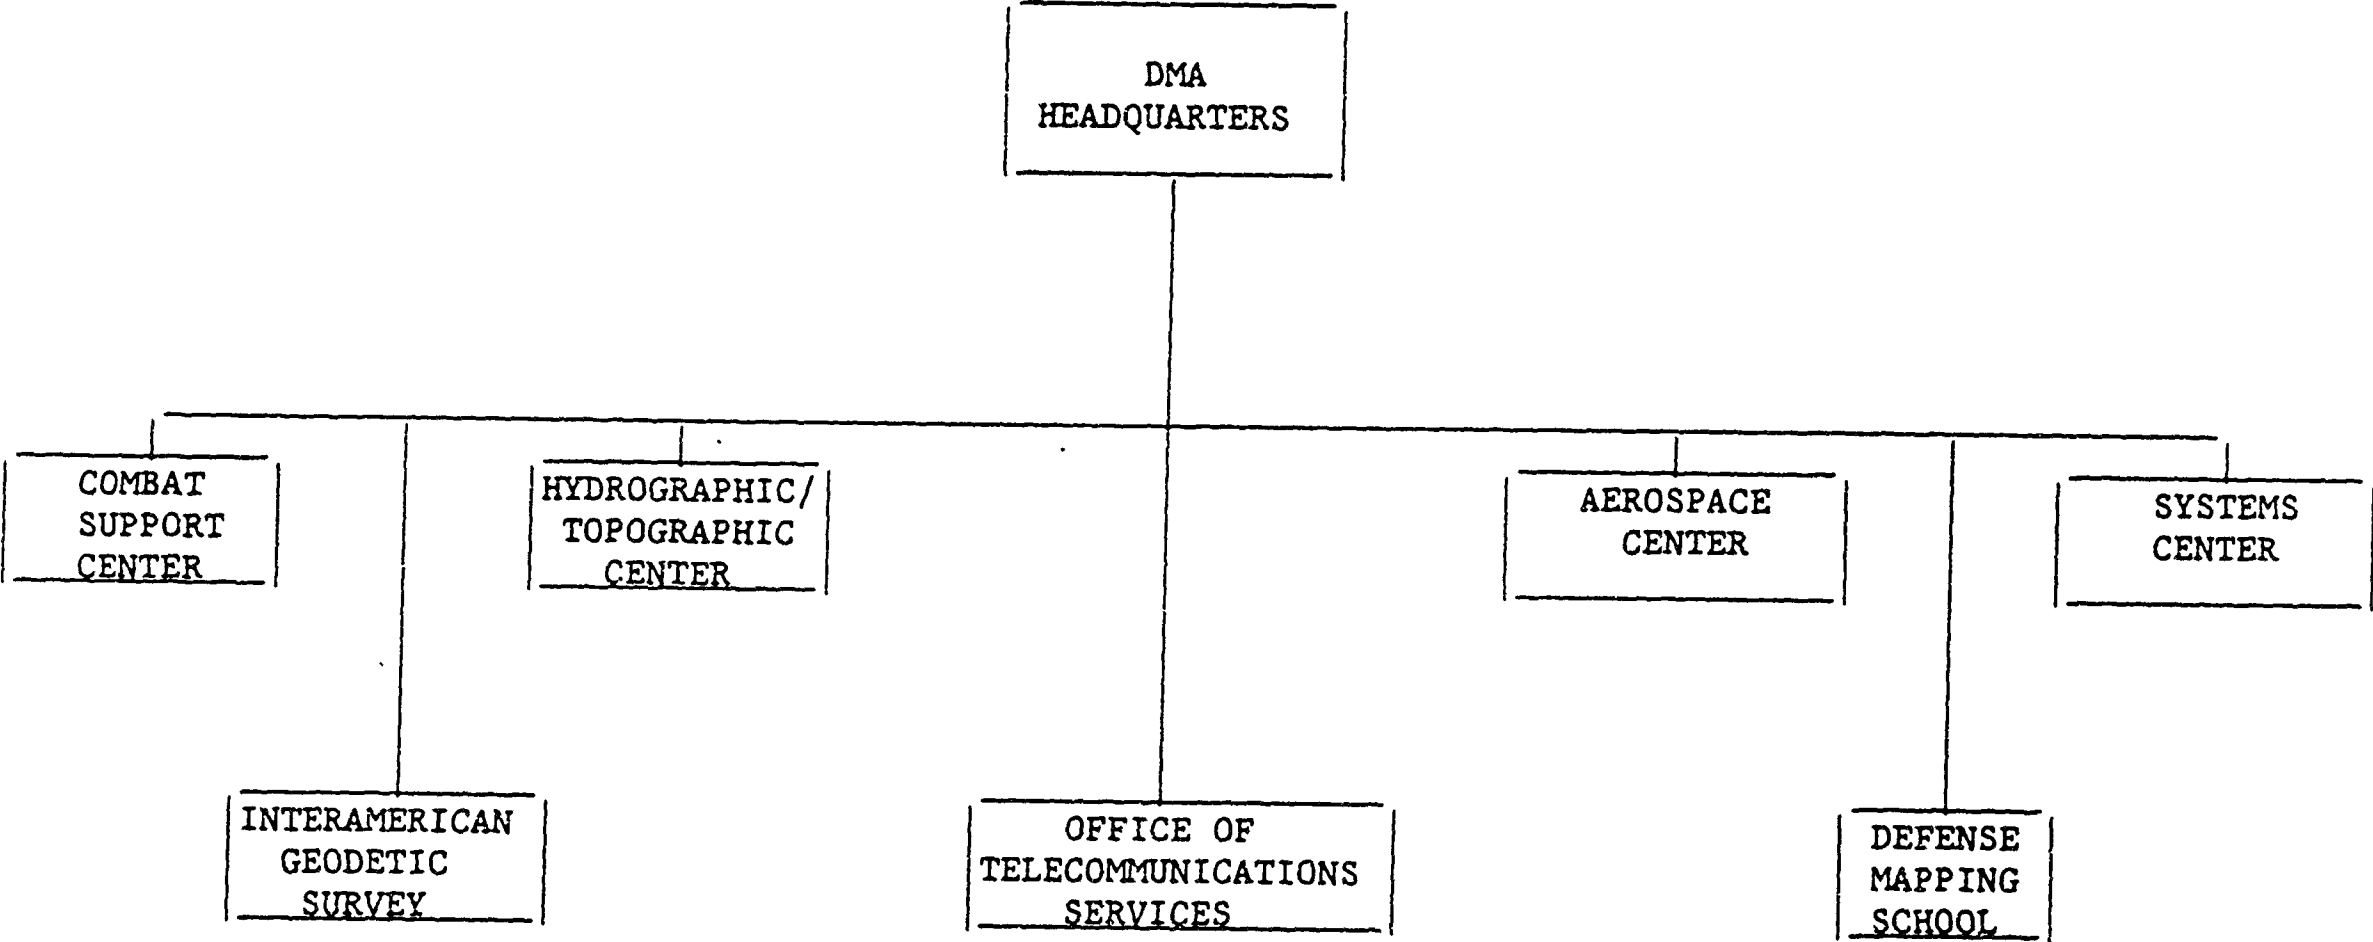 DMA
HEADQUARTERS
COMBAT
SUPPORT
CENTER
HYDROGRAPHIC/
TOPOGRAPHIC
CENTER
AEROSPACE
CENTER
SYSTEMS
CENTER
INTERAMERICAN
GEODETIC
SURVEY
OFFICE OF
TELECOMMUNICATIONS
SERVICES
DEFENSE
MAPPING
SCHOOL